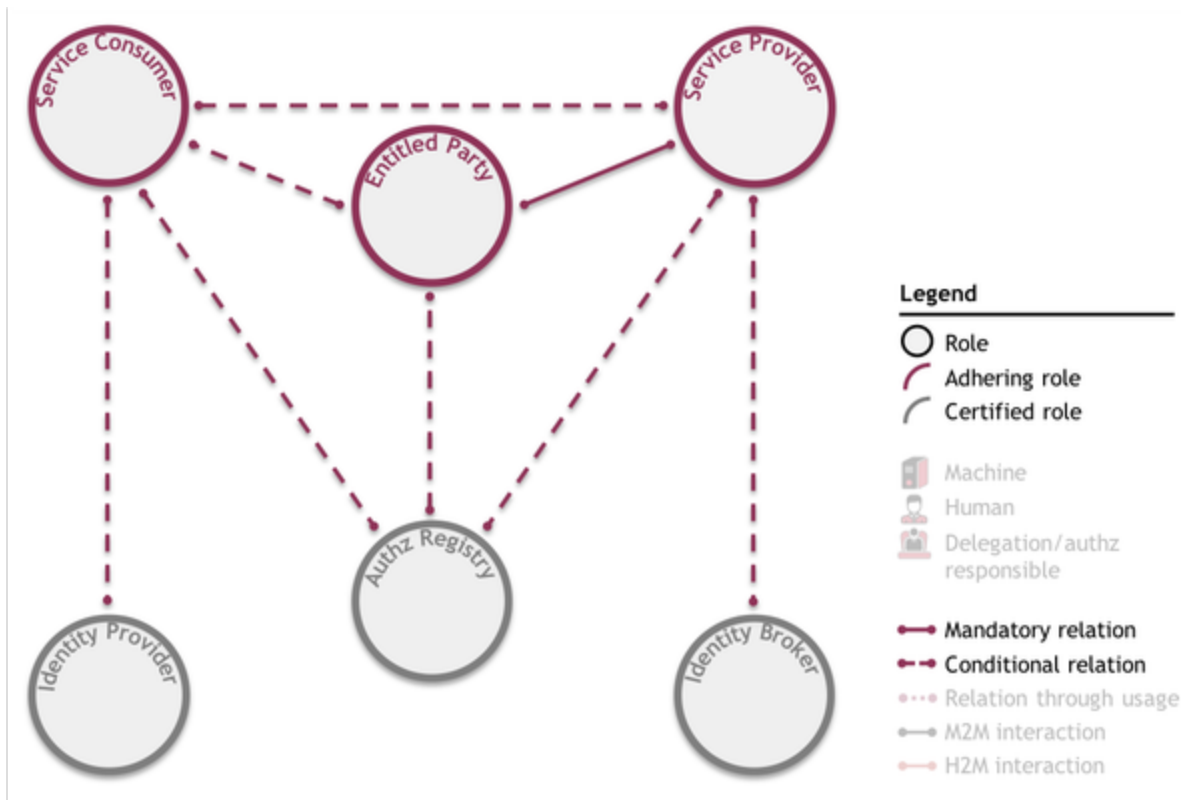 Service Consumer
Service Provider
Entitled Party
Authz Registry
Identity Provider
Identity Broker
Legend
Role
Adhering role
Certified role
Machine
Human
Delegation/authz
responsible
Mandatory relation
Conditional relation
Relation through usage
M2M interaction
H2M interaction